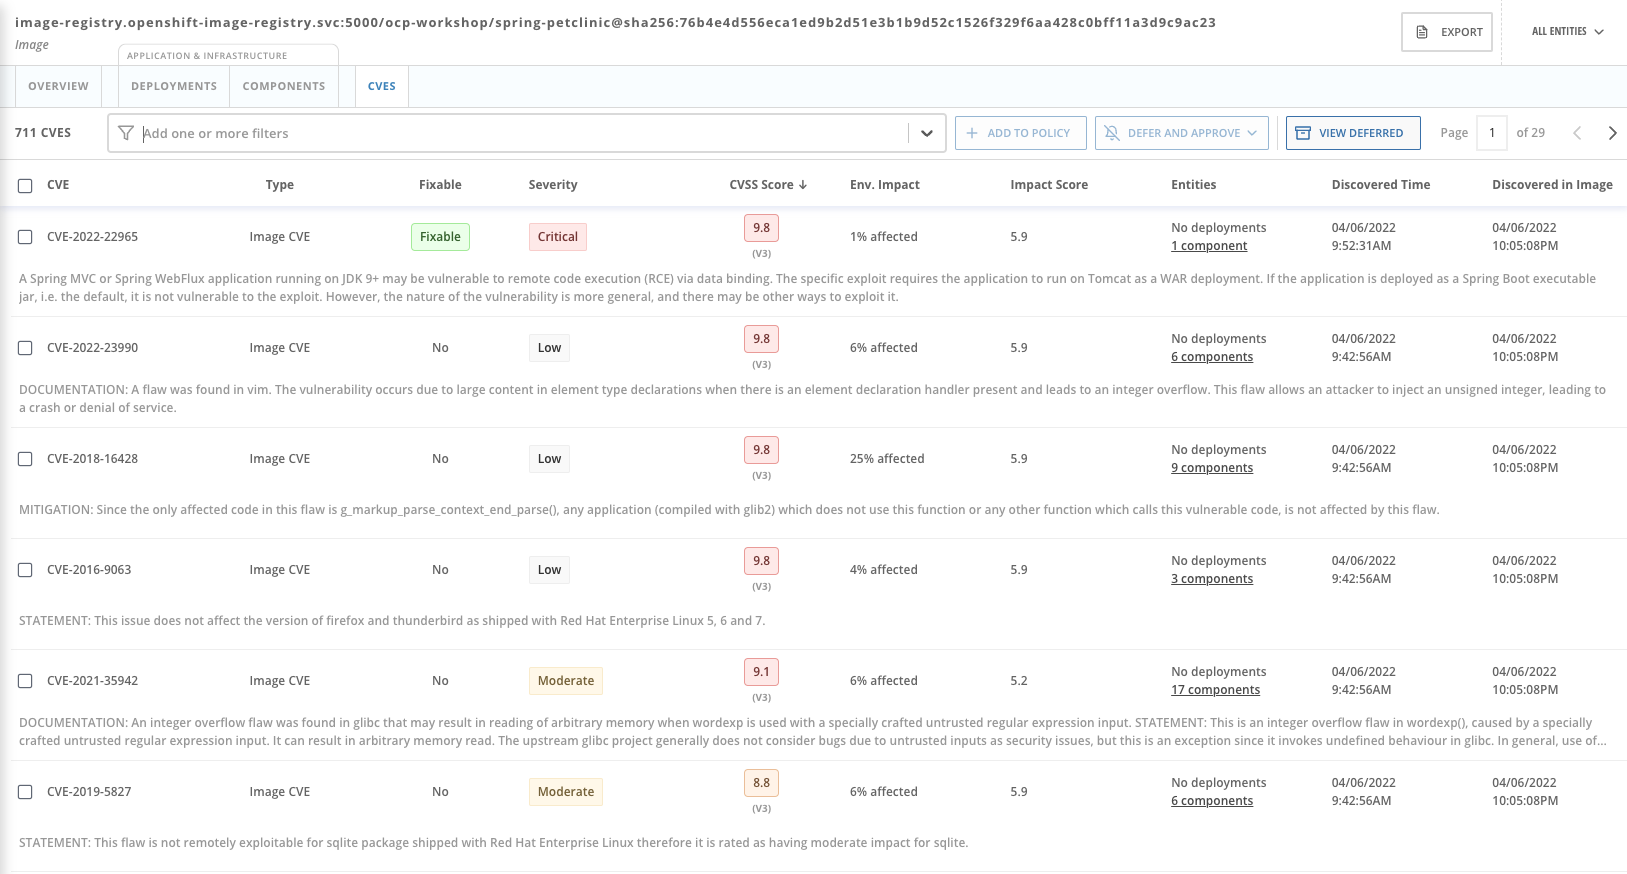 image-registry.openshift-image-registry.svc:5000/ocp-workshop/spring-petclinic@sha256:76b4e4d556eca1ed9b2d51e3b1b9d52c1526f329f6aa428c0bff11a3d9c9ac23
Image
EXPORT
ALL ENTITIES
APPLICATION & INFRASTRUCTURE
OVERVIEW DEPLOYMENTS COMPONENTS CVES
711 CVES Add one or more filters ADD TO POLICY DEFER AND APPROVE VIEW DEFERRED Page 1 of 29
CVE Type Fixable Severity CVSS Score Env. Impact Impact Score Entities Discovered Time Discovered in Image
CVE-2022-22965 Image CVE Fixable Critical 9.8 (V3) 1% affected 5.9 No deployments 1 component 04/06/2022 9:52:31AM 04/06/2022 10:05:08PM
A Spring MVC or Spring WebFlux application running on JDK 9+ may be vulnerable to remote code execution (RCE) via data binding. The specific exploit requires the application to run on Tomcat as a WAR deployment. If the application is deployed as a Spring Boot executable
jar, i.e. the default, it is not vulnerable to the exploit. However, the nature of the vulnerability is more general, and there may be other ways to exploit it.
CVE-2022-23990 Image CVE No Low 9.8 (V3) 6% affected 5.9 No deployments 6 components 04/06/2022 9:42:56AM 04/06/2022 10:05:08PM
DOCUMENTATION: A flaw was found in vim. The vulnerability occurs due to large content in element type declarations when there is an element declaration handler present and leads to an integer overflow. This flaw allows an attacker to inject an unsigned integer, leading to
a crash or denial of service.
CVE-2018-16428 Image CVE No Low 9.8 (V3) 25% affected 5.9 No deployments 9 components 04/06/2022 9:42:56AM 04/06/2022 10:05:08PM
MITIGATION: Since the only affected code in this flaw is g_markup_parse_context_end_parse(), any application (compiled with glib2) which does not use this function or any other function which calls this vulnerable code, is not affected by this flaw.
CVE-2016-9063 Image CVE No Low 9.8 (V3) 4% affected 5.9 No deployments 3 components 04/06/2022 9:42:56AM 04/06/2022 10:05:08PM
STATEMENT: This issue does not affect the version of firefox and thunderbird as shipped with Red Hat Enterprise Linux 5, 6 and 7.
CVE-2021-35942 Image CVE No Moderate 9.1 (V3) 6% affected 5.2 No deployments 17 components 04/06/2022 9:42:56AM 04/06/2022 10:05:08PM
DOCUMENTATION: An integer overflow flaw was found in glibc that may result in reading of arbitrary memory when wordexp is used with a specially crafted untrusted regular expression input. STATEMENT: This is an integer overflow flaw in wordexp(), caused by a specially
crafted untrusted regular expression input. It can result in arbitrary memory read. The upstream glibc project generally does not consider bugs due to untrusted inputs as security issues, but this is an exception since it invokes undefined behaviour in glibc. In general, use of...
CVE-2019-5827 Image CVE No Moderate 8.8 (V3) 6% affected 5.9 No deployments 6 components 04/06/2022 9:42:56AM 04/06/2022 10:05:08PM
STATEMENT: This flaw is not remotely exploitable for sqlite package shipped with Red Hat Enterprise Linux therefore it is rated as having moderate impact for sqlite.